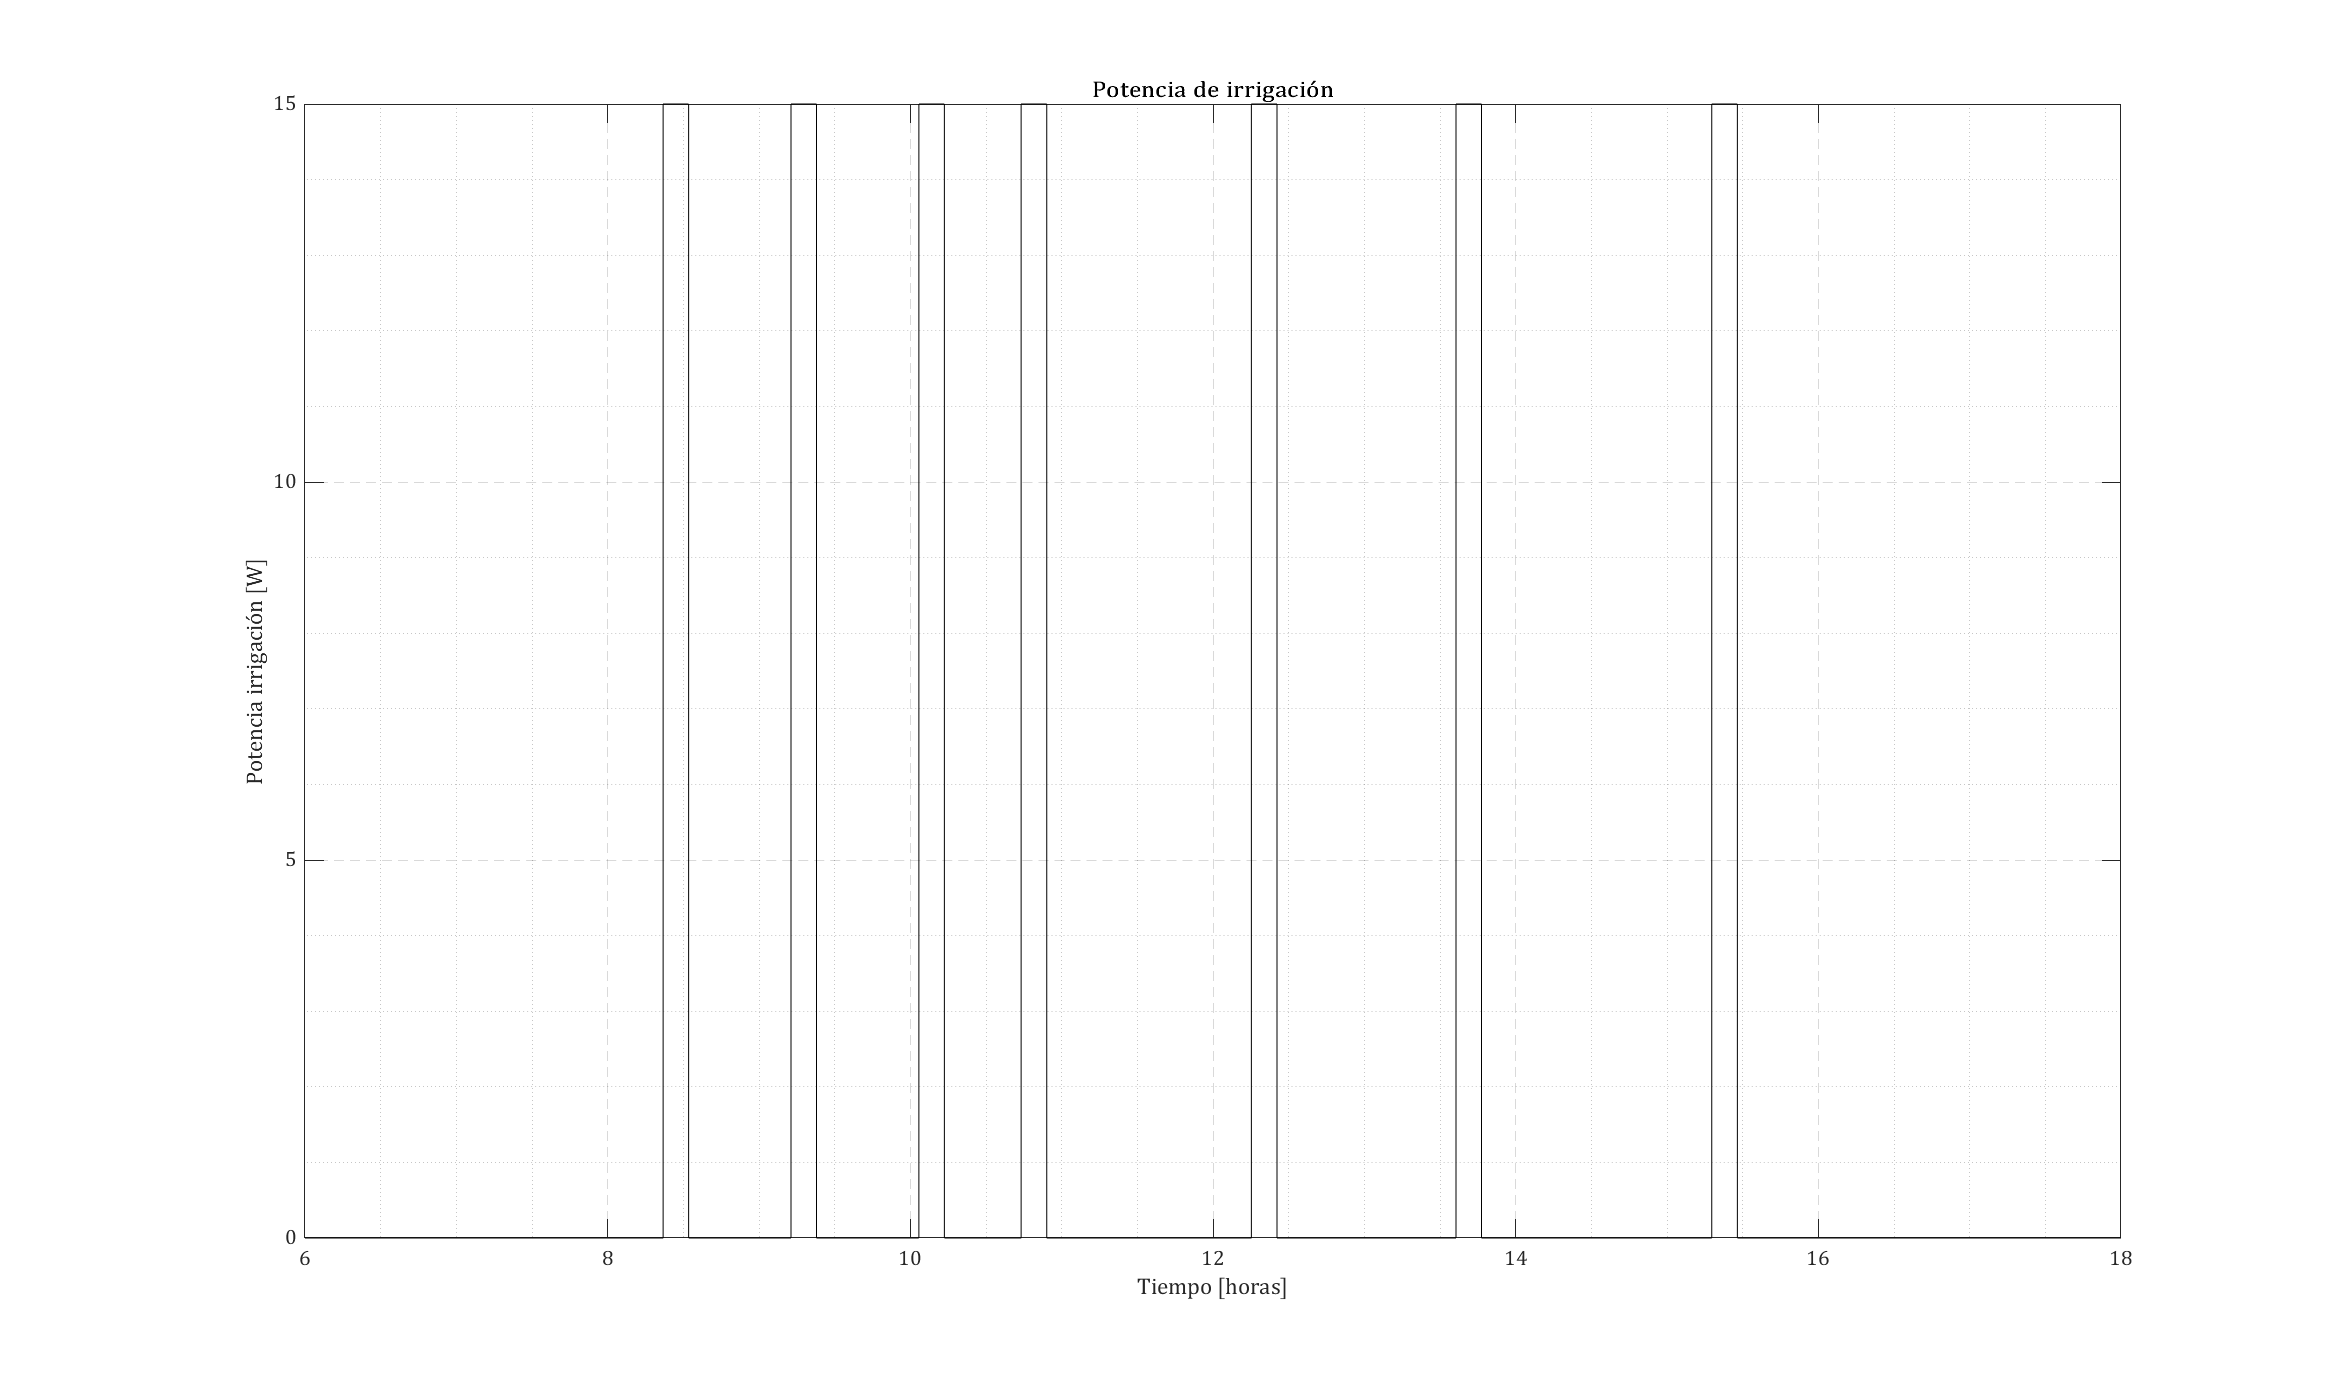 Potencia de irrigación
15
10
5
0
Potencia irrigación [W]
6 8 10 12 14 16 18
Tiempo [horas]